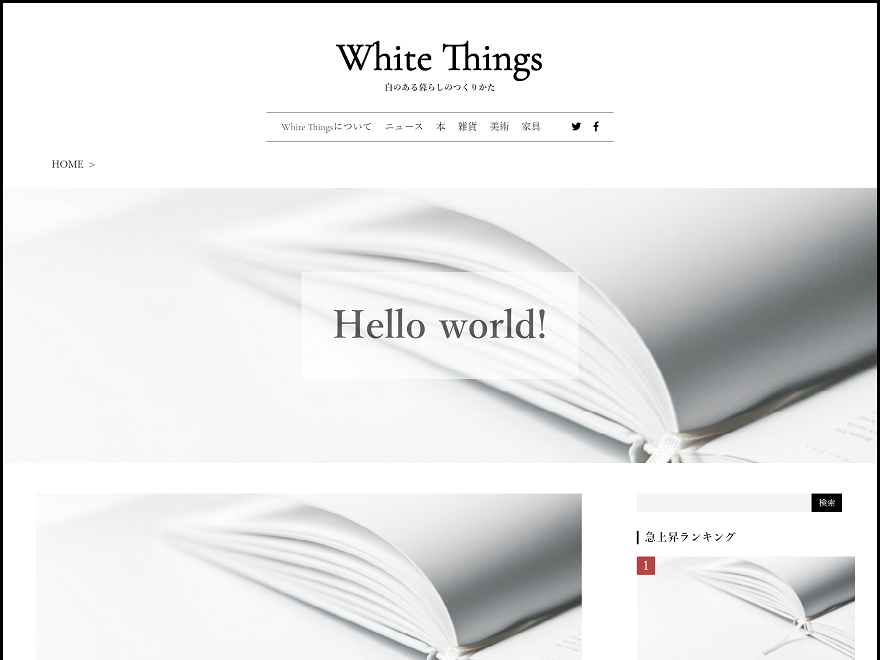 White Things
白のある暮らしのつくりかた
White Thingsについて ニュース 本 雑貨 美術 家具
HOME >
Hello world!
検索
急上昇ランキング
1